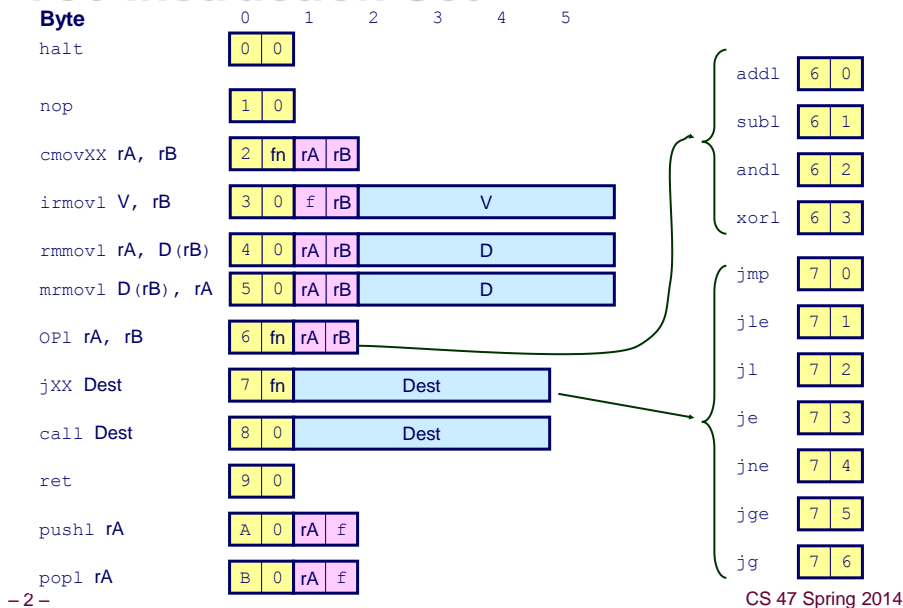 Byte 0 1 2 3 4 5
halt 0 0
nop 1 0
cmovXX rA, rB 2 fn rA rB
irmovl V, rB 3 0 f rB V
rmmovl rA, D(rB) 4 0 rA rB D
mrmovl D(rB), rA 5 0 rA rB D
OPl rA, rB 6 fn rA rB
jXX Dest 7 fn Dest
call Dest 8 0 Dest
ret 9 0
pushl rA A 0 rA f
popl rA B 0 rA f
addl 6 0
subl 6 1
andl 6 2
xorl 6 3
jmp 7 0
jle 7 1
jl 7 2
je 7 3
jne 7 4
jge 7 5
jg 7 6
– 2 –
CS 47 Spring 2014